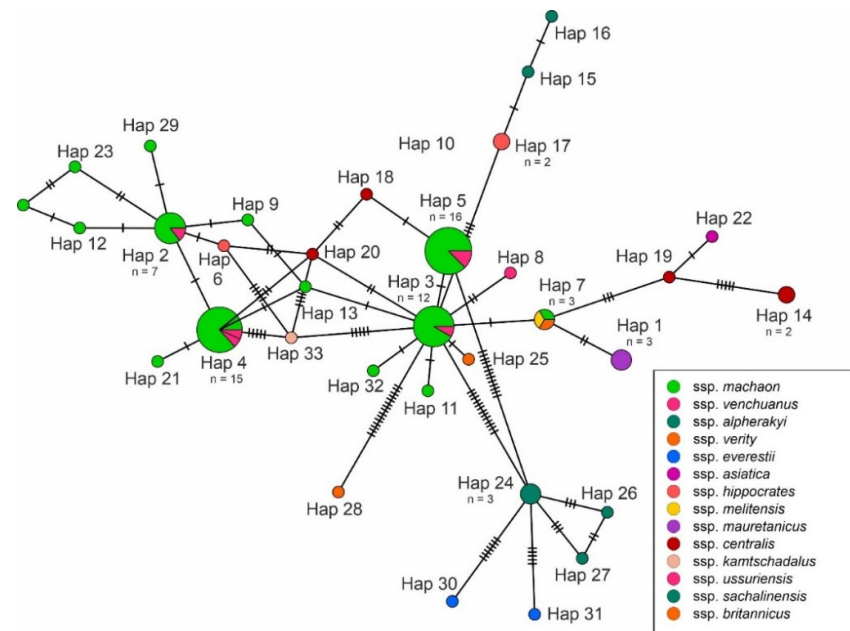 Hap 16
Hap 15
Hap 29
Hap 10
Hap 17
n = 2
Hap 23
Hap 18
Hap 5
n = 16
Hap 9
Hap 22
Hap 12
Hap 2
n = 7
Hap
6
Hap 20
Hap 8
Hap 19
Hap 3
n = 12
Hap 7
n = 3
Hap 14
n = 2
Hap 13
Hap 1
n = 3
Hap 33
Hap 4
n = 15
Hap 21
Hap 25
Hap 32
Hap 11
Hap 28
Hap 24
n = 3
Hap 26
Hap 27
Hap 30
Hap 31
ssp. machaon
ssp. venchuanus
ssp. alpherakyi
ssp. verity
ssp. everestii
ssp. asiatica
ssp. hippocrates
ssp. melitensis
ssp. mauretanicus
ssp. centralis
ssp. kamtschadalus
ssp. ussuriensis
ssp. sachalinensis
ssp. britannicus